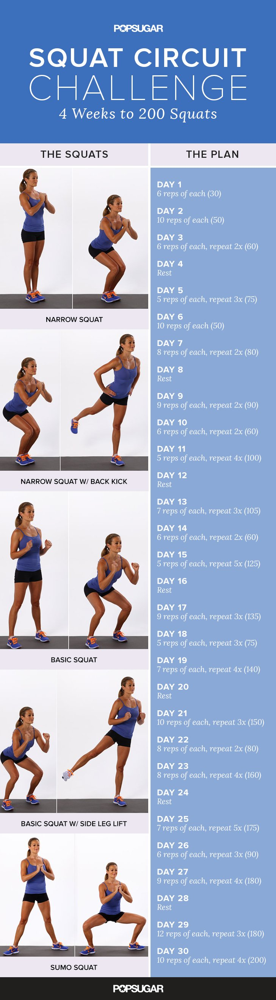 POPSUGAR
SQUAT CIRCUIT
CHALLENGE
4 Weeks to 200 Squats
THE SQUATS
NARROW SQUAT
NARROW SQUAT W/ BACK KICK
BASIC SQUAT
BASIC SQUAT W/ SIDE LEG LIFT
SUMO SQUAT
THE PLAN
DAY 1
6 reps of each (30)
DAY 2
10 reps of each (50)
DAY 3
6 reps of each, repeat 2x (60)
DAY 4
Rest
DAY 5
5 reps of each, repeat 3x (75)
DAY 6
10 reps of each (50)
DAY 7
8 reps of each, repeat 2x (80)
DAY 8
Rest
DAY 9
9 reps of each, repeat 2x (90)
DAY 10
6 reps of each, repeat 2x (60)
DAY 11
5 reps of each, repeat 4x (100)
DAY 12
Rest
DAY 13
7 reps of each, repeat 3x (105)
DAY 14
6 reps of each, repeat 2x (60)
DAY 15
5 reps of each, repeat 5x (125)
DAY 16
Rest
DAY 17
9 reps of each, repeat 3x (135)
DAY 18
5 reps of each, repeat 3x (75)
DAY 19
7 reps of each, repeat 4x (140)
DAY 20
Rest
DAY 21
10 reps of each, repeat 3x (150)
DAY 22
8 reps of each, repeat 2x (80)
DAY 23
8 reps of each, repeat 4x (160)
DAY 24
Rest
DAY 25
7 reps of each, repeat 5x (175)
DAY 26
6 reps of each, repeat 3x (90)
DAY 27
9 reps of each, repeat 4x (180)
DAY 28
Rest
DAY 29
12 reps of each, repeat 3x (180)
DAY 30
10 reps of each, repeat 4x (200)
POPSUGAR